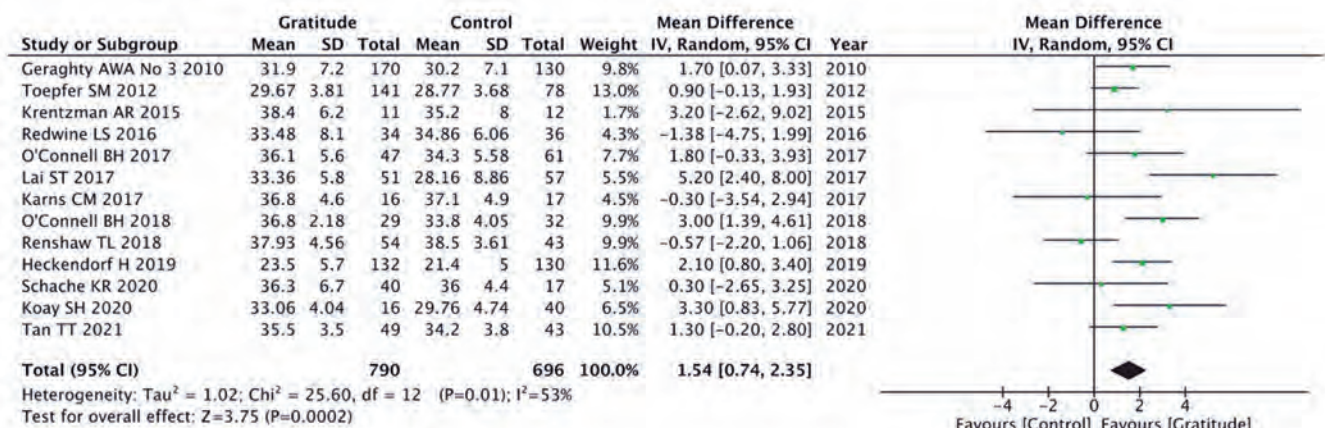 Gratitude Control Mean Difference Mean Difference
Study or Subgroup Mean SD Total Mean SD Total Weight IV, Random, 95% CI Year IV, Random, 95% CI
Geraghty AWA No 3 2010 31.9 7.2 170 30.2 7.1 130 9.8% 1.70 [0.07, 3.33] 2010
Toepfer SM 2012 29.67 3.81 141 28.77 3.68 78 13.0% 0.90 [−0.13, 1.93] 2012
Krentzman AR 2015 38.4 6.2 11 35.2 8 12 1.7% 3.20 [−2.62, 9.02] 2015
Redwine LS 2016 33.48 8.1 34 34.86 6.06 36 4.3% −1.38 [−4.75, 1.99] 2016
O'Connell BH 2017 36.1 5.6 47 34.3 5.58 61 7.7% 1.80 [−0.33, 3.93] 2017
Lai ST 2017 33.36 5.8 51 28.16 8.86 57 5.5% 5.20 [2.40, 8.00] 2017
Karns CM 2017 36.8 4.6 16 37.1 4.9 17 4.5% −0.30 [−3.54, 2.94] 2017
O'Connell BH 2018 36.8 2.18 29 33.8 4.05 32 9.9% 3.00 [1.39, 4.61] 2018
Renshaw TL 2018 37.93 4.56 54 38.5 3.61 43 9.9% −0.57 [−2.20, 1.06] 2018
Heckendorf H 2019 23.5 5.7 132 21.4 5 130 11.6% 2.10 [0.80, 3.40] 2019
Schache KR 2020 36.3 6.7 40 36 4.4 17 5.1% 0.30 [−2.65, 3.25] 2020
Koay SH 2020 33.06 4.04 16 29.76 4.74 40 6.5% 3.30 [0.83, 5.77] 2020
Tan TT 2021 35.5 3.5 49 34.2 3.8 43 10.5% 1.30 [−0.20, 2.80] 2021
Total (95% CI) 790 696 100.0% 1.54 [0.74, 2.35]
Heterogeneity: Tau² = 1.02; Chi² = 25.60, df = 12 (P=0.01); I²=53%
Test for overall effect: Z=3.75 (P=0.0002)
−4 −2 0 2 4
Favours [Control] Favours [Gratitude]